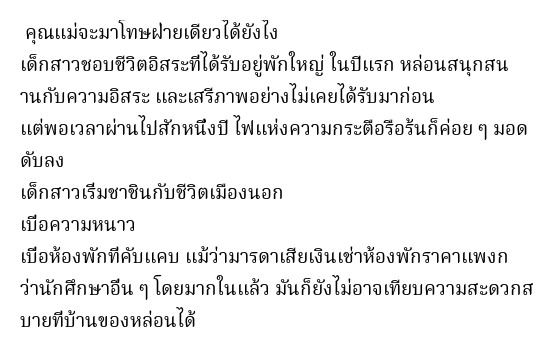 คุณแม่จะมาโทษฝ่ายเดียวได้ยังไง
เด็กสาวชอบชีวิตอิสระที่ได้รับอยู่พักใหญ่ ในปีแรก หล่อนสนุกสน
านกับความอิสระ และเสรีภาพอย่างไม่เคยได้รับมาก่อน
แต่พอเวลาผ่านไปสักหนึ่งปี ไฟแห่งความกระตือรือร้นก็ค่อย ๆ มอด
ดับลง
เด็กสาวเริ่มชาชินกับชีวิตเมืองนอก
เบื่อความหนาว
เบื่อห้องพักที่คับแคบ แม้ว่ามารดาเสียเงินเช่าห้องพักราคาแพงก
ว่านักศึกษาอื่น ๆ โดยมากในแล้ว มันก็ยังไม่อาจเทียบความสะดวกส
บายที่บ้านของหล่อนได้